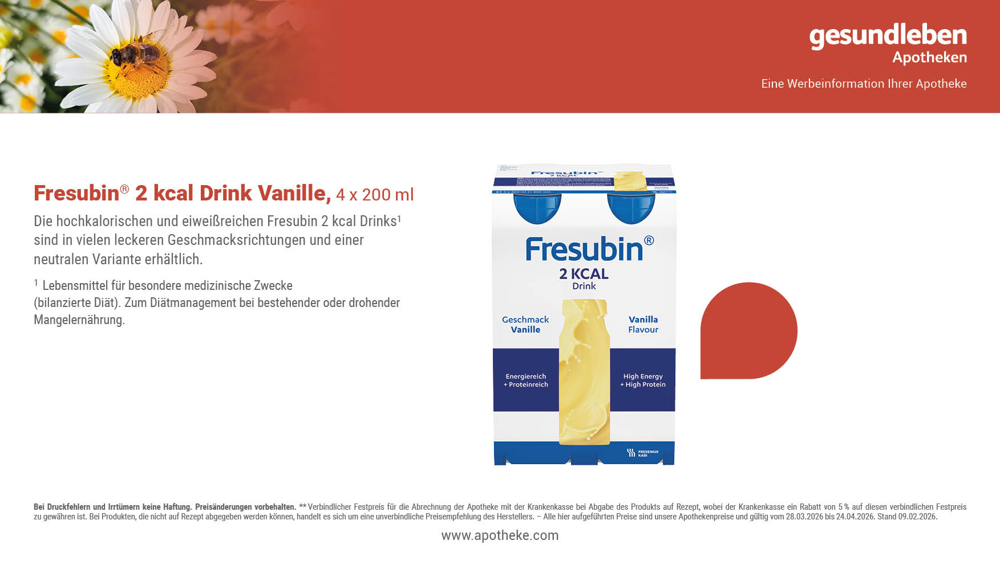 gesundleben
Apotheken
Eine Werbeinformation Ihrer Apotheke
Fresubin® 2 kcal Drink Vanille, 4 x 200 ml
Die hochkalorischen und eiweißreichen Fresubin 2 kcal Drinks¹
sind in vielen leckeren Geschmacksrichtungen und einer
neutralen Variante erhältlich.
¹ Lebensmittel für besondere medizinische Zwecke
(bilanzierte Diät). Zum Diätmanagement bei bestehender oder drohender
Mangelernährung.
Fresubin®
2 KCAL
Fresubin®
2 KCAL
Drink
Geschmack
Vanille
Vanilla
Flavour
Energiereich
+ Proteinreich
High Energy
+ High Protein
FRESENIUS
KABI
Bei Druckfehlern und Irrtümern keine Haftung. Preisänderungen vorbehalten. ** Verbindlicher Festpreis für die Abrechnung der Apotheke mit der Krankenkasse bei Abgabe des Produkts auf Rezept, wobei der Krankenkasse ein Rabatt von 5 % auf diesen verbindlichen Festpreis
zu gewähren ist. Bei Produkten, die nicht auf Rezept abgegeben werden können, handelt es sich um eine unverbindliche Preisempfehlung des Herstellers. – Alle hier aufgeführten Preise sind unsere Apothekenpreise und gültig vom 28.03.2026 bis 24.04.2026. Stand 09.02.2026.
www.apotheke.com